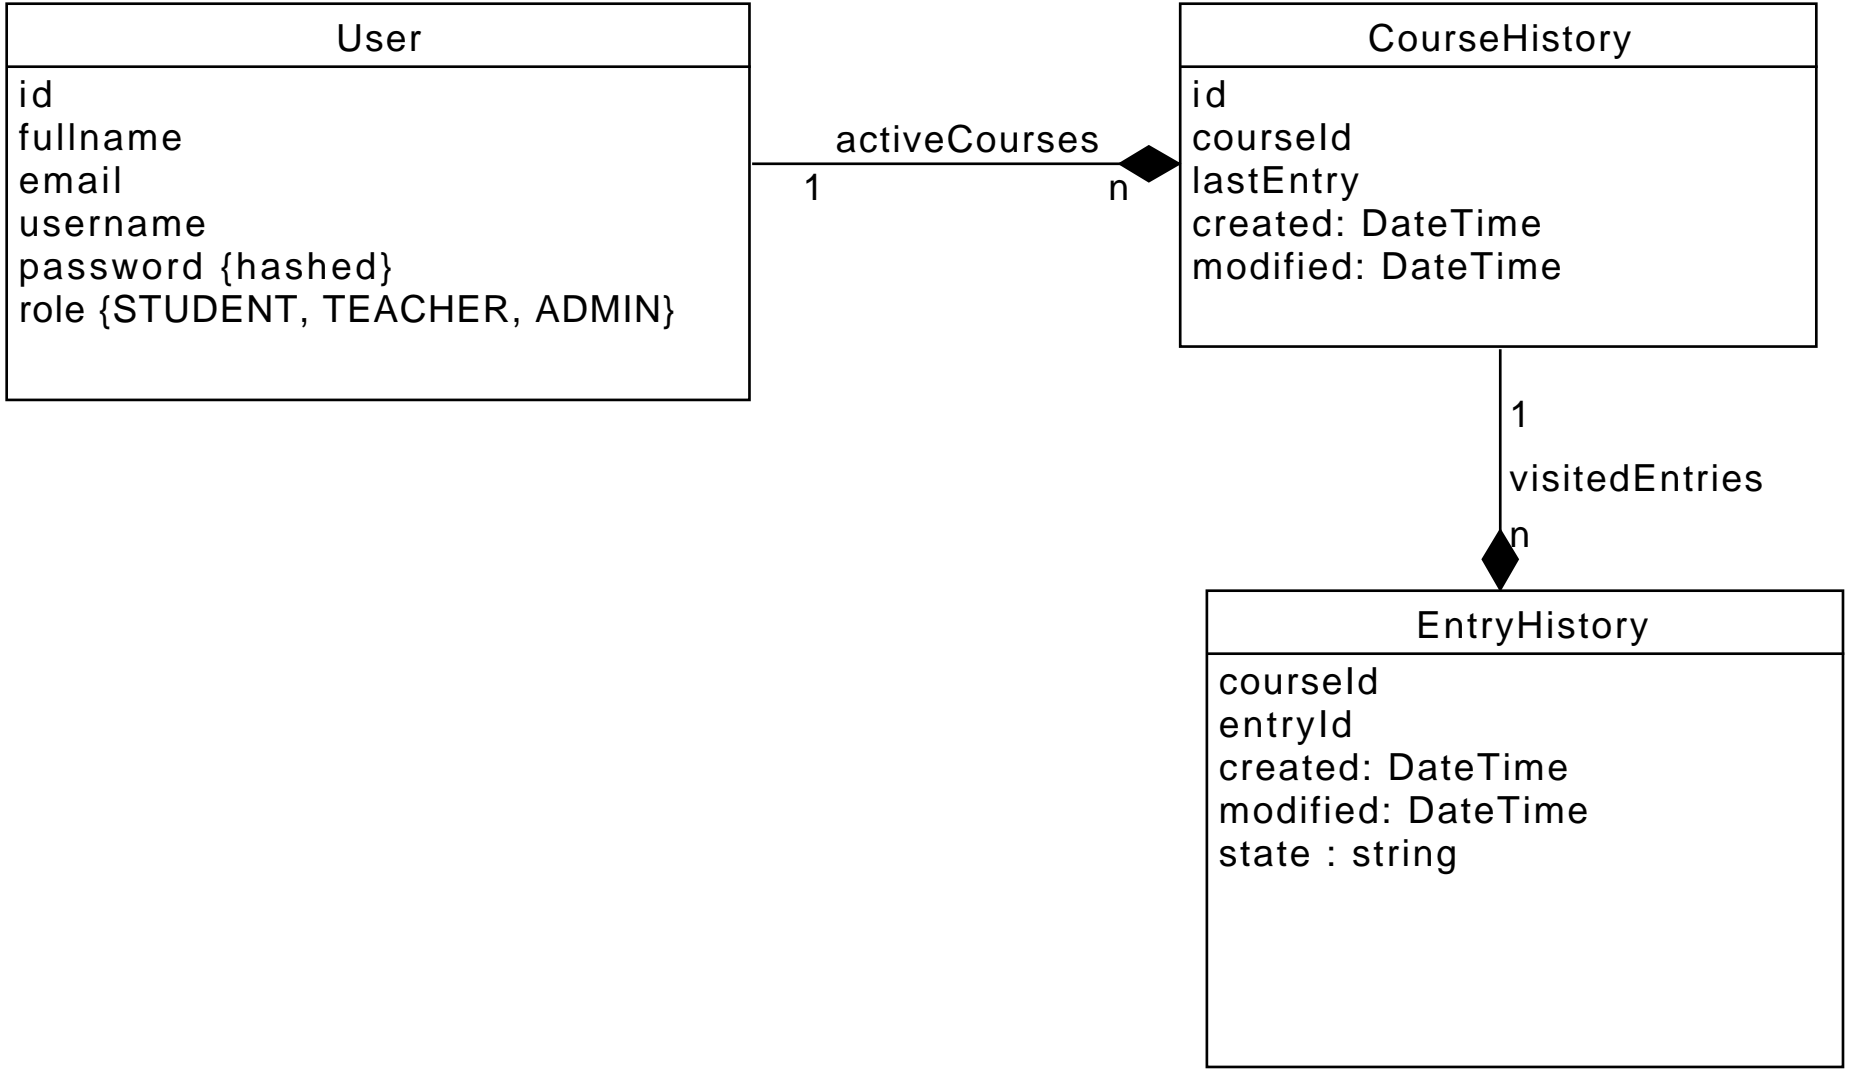 User
id
fullname
email
username
password {hashed}
role {STUDENT, TEACHER, ADMIN}
activeCourses
1
n
CourseHistory
id
courseId
lastEntry
created: DateTime
modified: DateTime
1
visitedEntries
n
EntryHistory
courseId
entryId
created: DateTime
modified: DateTime
state : string